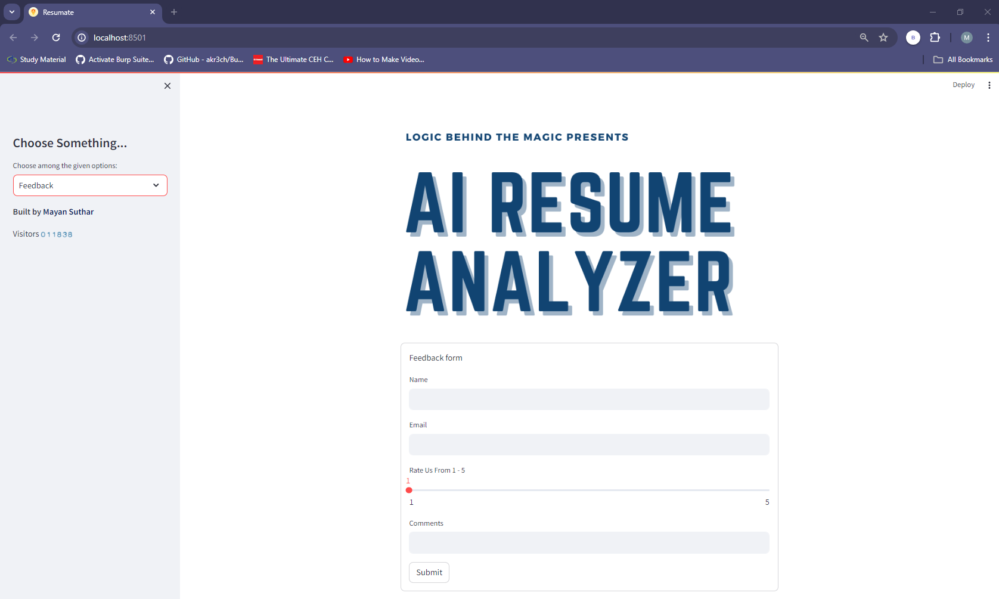 Resumate
localhost:8501
B
M
Study Material
Activate Burp Suite...
GitHub - akr3ch/Bu...
The Ultimate CEH C...
How to Make Video...
All Bookmarks
Deploy
Choose Something...
Choose among the given options:
Feedback
Built by Mayan Suthar
Visitors 011838
LOGIC BEHIND THE MAGIC PRESENTS
AI RESUME
ANALYZER
Feedback form
Name
Email
Rate Us From 1 - 5
1
1 5
Comments
Submit